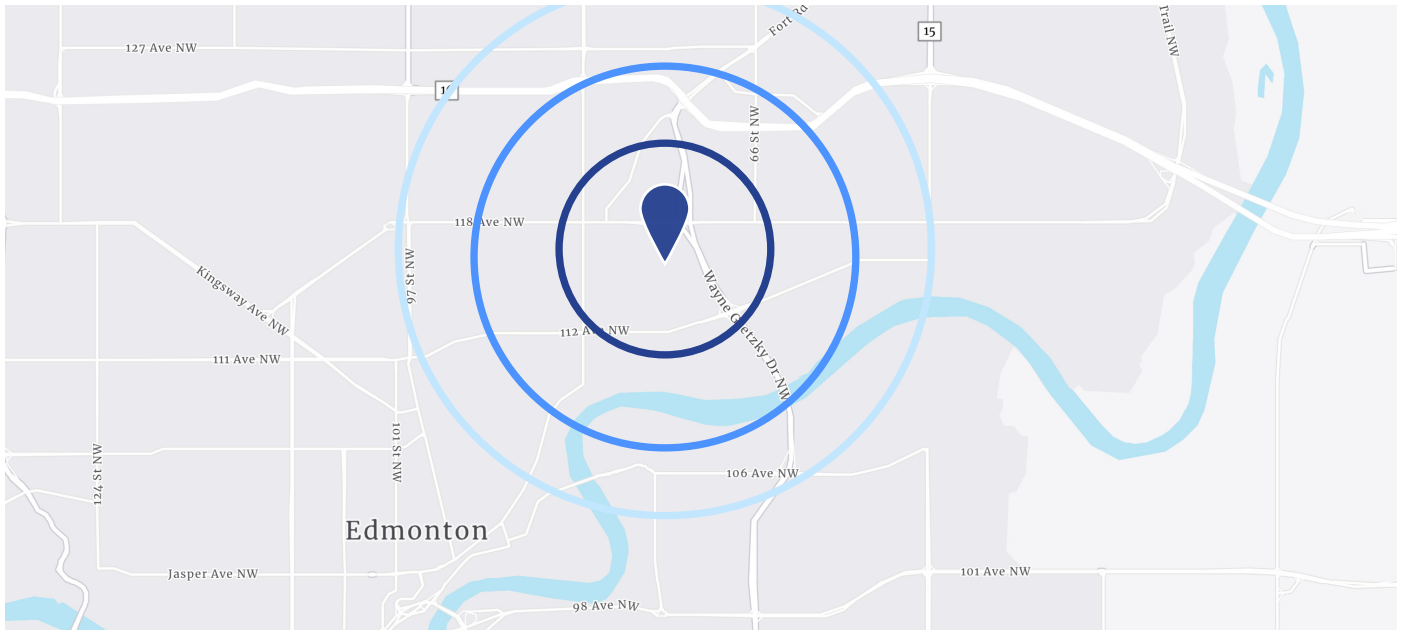 Fort Rd
Trail NW
15
127 Ave NW
66 St NW
118 Ave NW
97 St NW
Kingsway Ave NW
Wayne Gretzky Dr NW
112 Ave NW
111 Ave NW
101 St NW
124 St NW
106 Ave NW
Edmonton
Jasper Ave NW
101 Ave NW
98 Ave NW